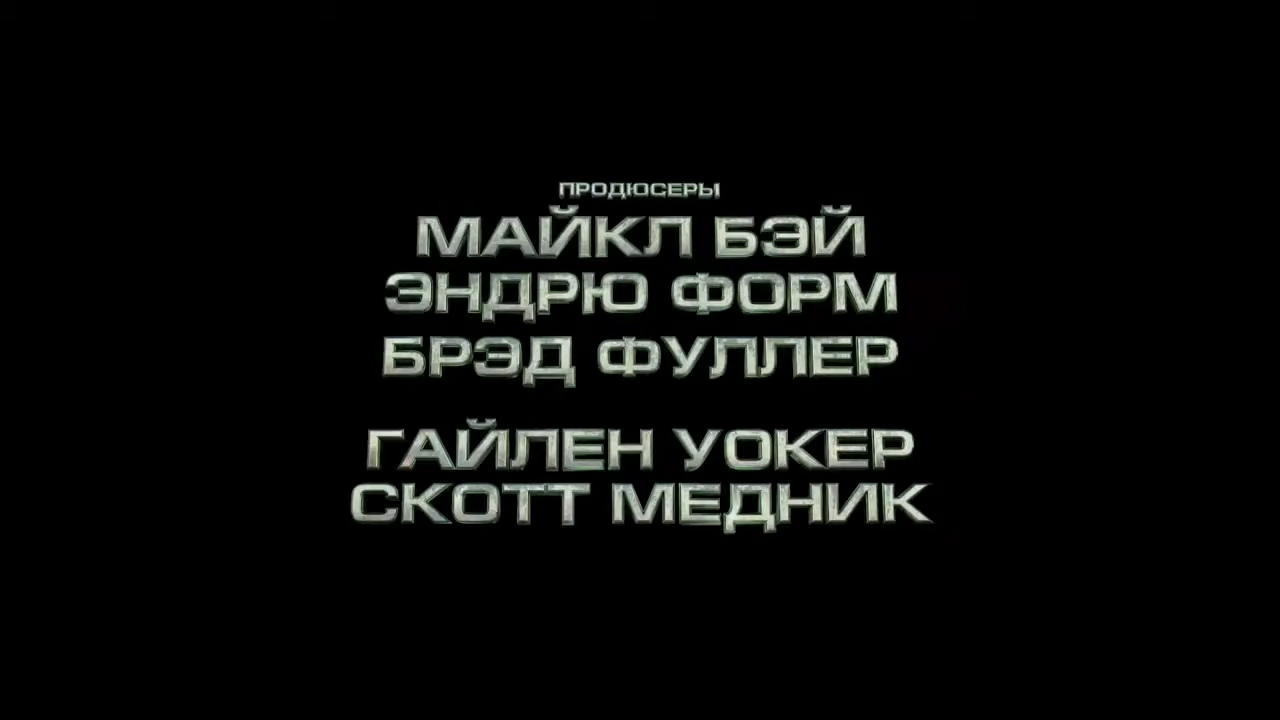 ПРОДЮСЕРЫ
МАЙКЛ БЭЙ
ЭНДРЮ ФОРМ
БРЭД ФУЛЛЕР
ГАЙЛЕН УОКЕР
СКОТТ МЕДНИК